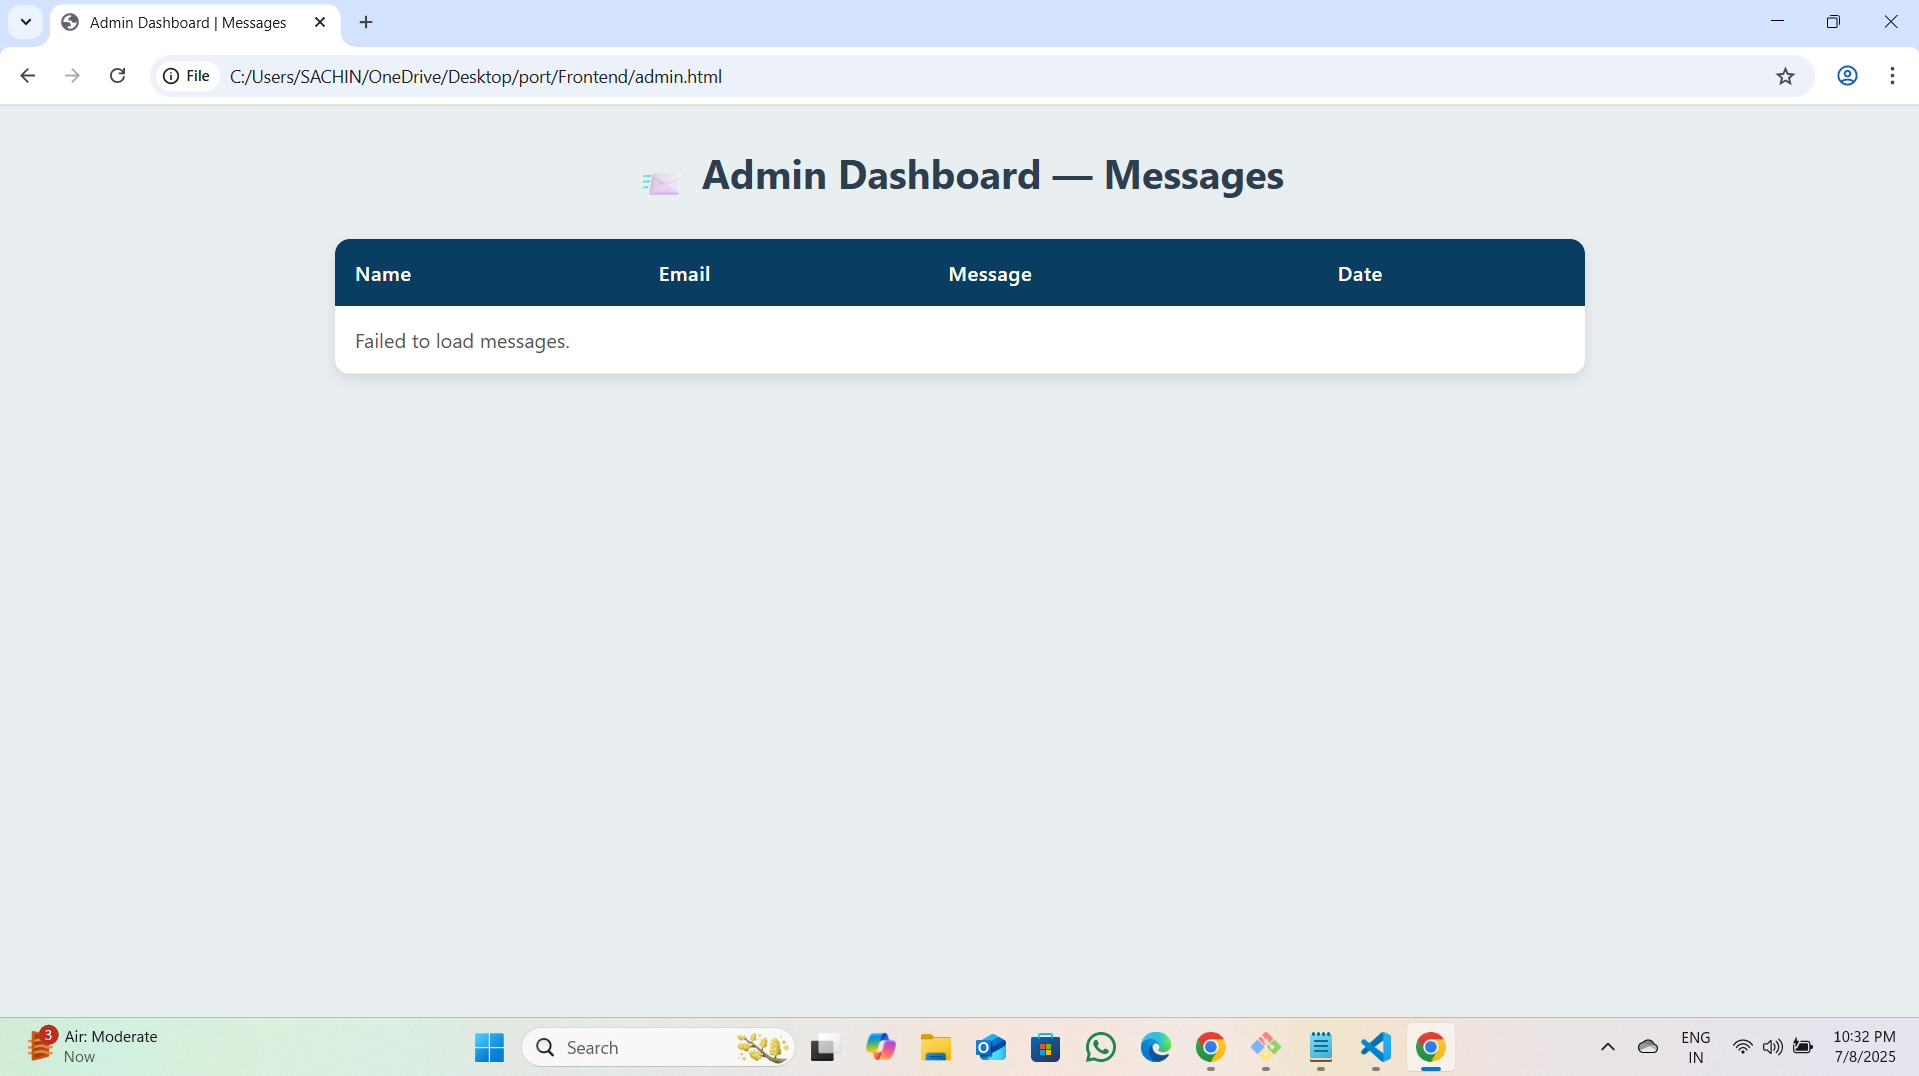 Admin Dashboard | Messages
File
C:/Users/SACHIN/OneDrive/Desktop/port/Frontend/admin.html
Admin Dashboard — Messages
Name Email Message Date
Failed to load messages.
3
Air: Moderate
Now
Search
ENG
IN
10:32 PM
7/8/2025